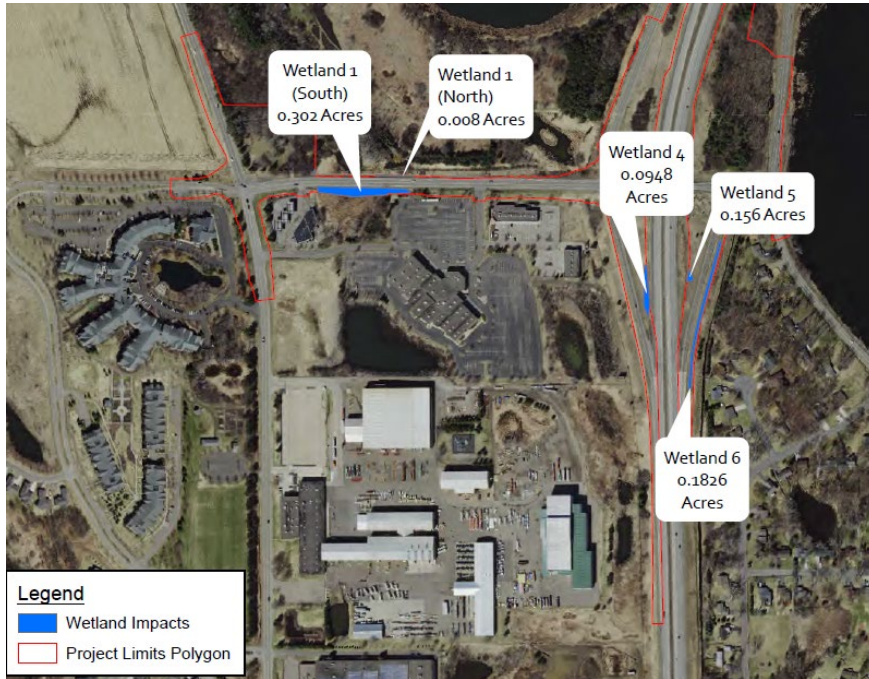 Wetland 1
(South)
0.302 Acres
Wetland 1
(North)
0.008 Acres
Wetland 4
0.0948
Acres
Wetland 5
0.156 Acres
Wetland 6
0.1826
Acres
Legend
Wetland Impacts
Project Limits Polygon